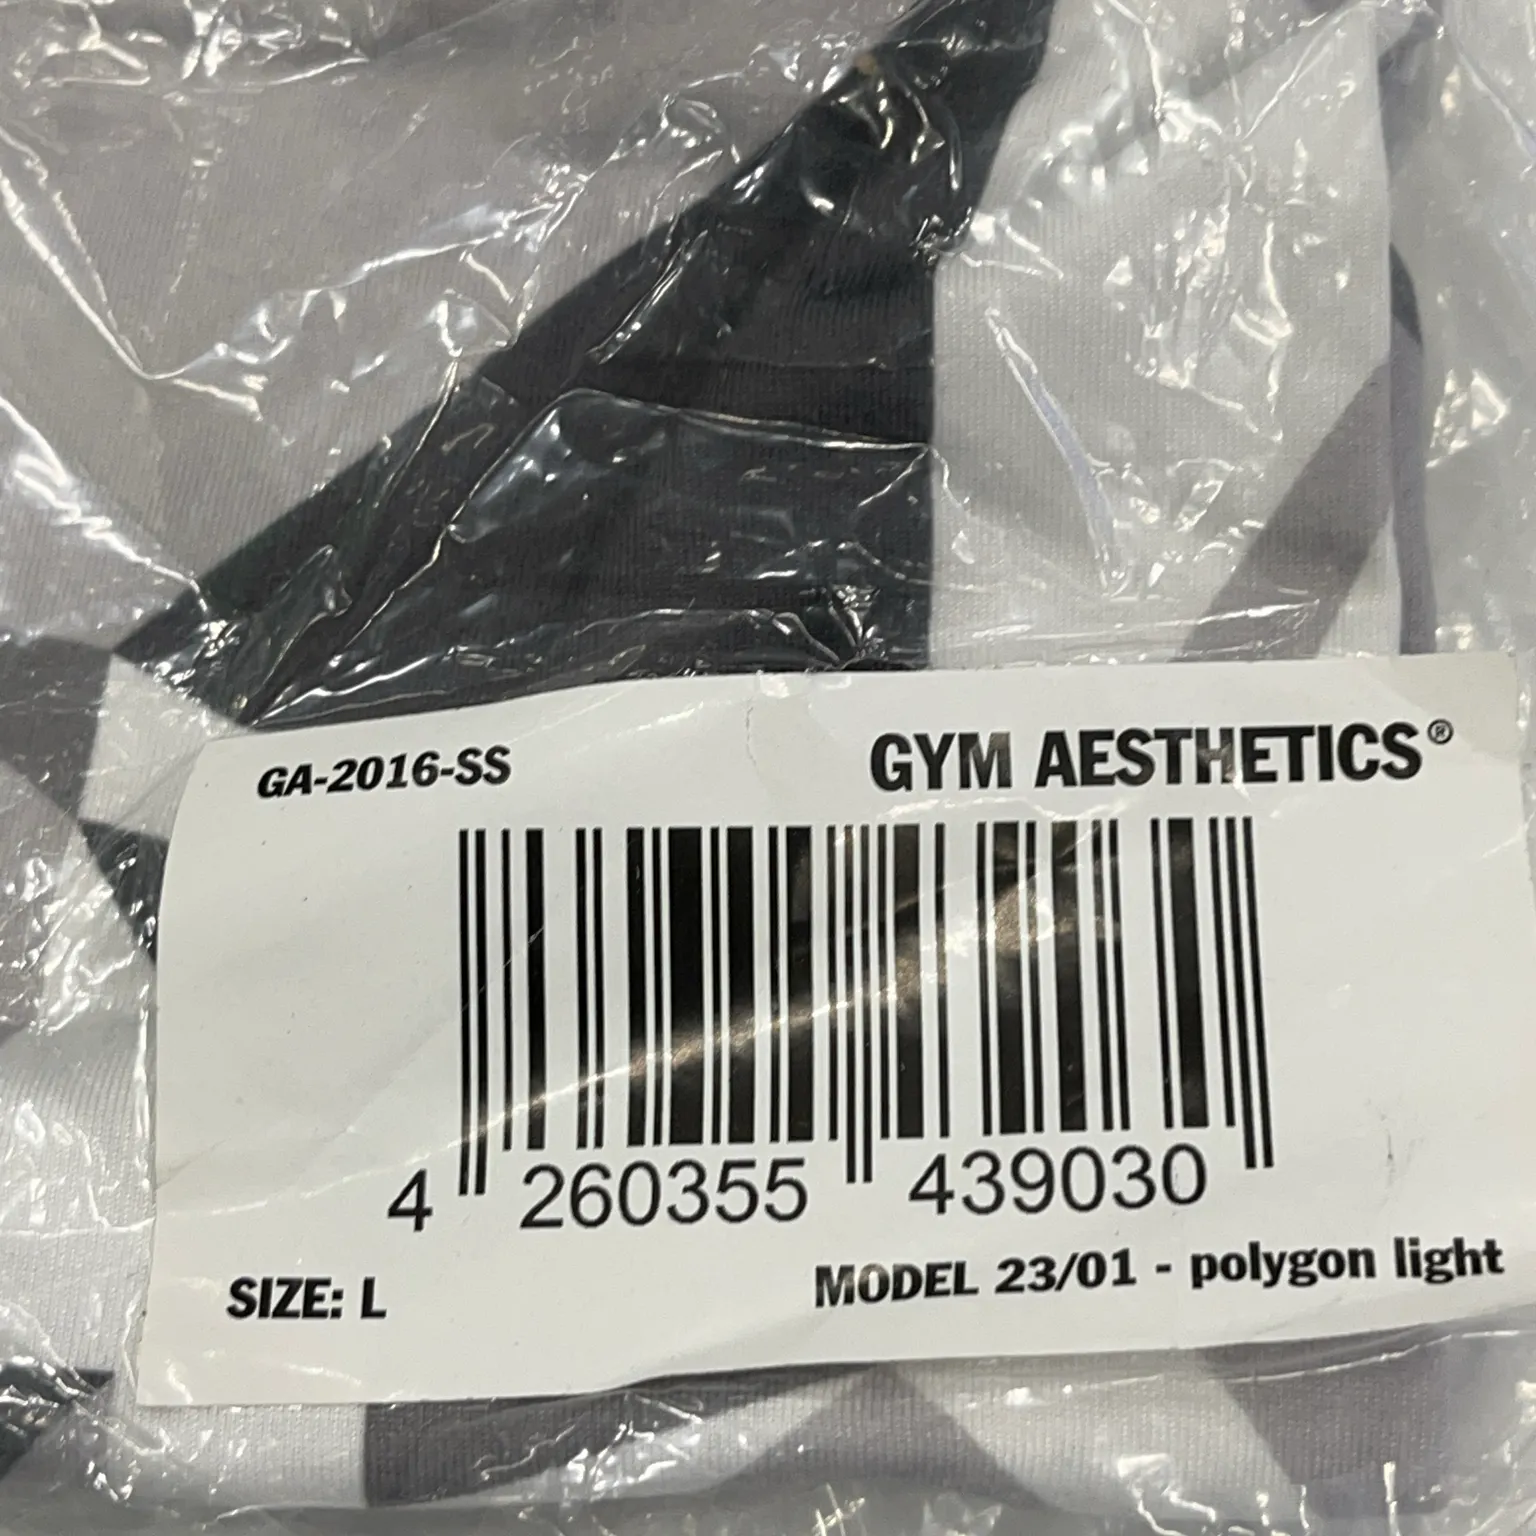 GA-2016-SS
GYM AESTHETICS®
4 260355 439030
SIZE: L
MODEL 23/01 - polygon light